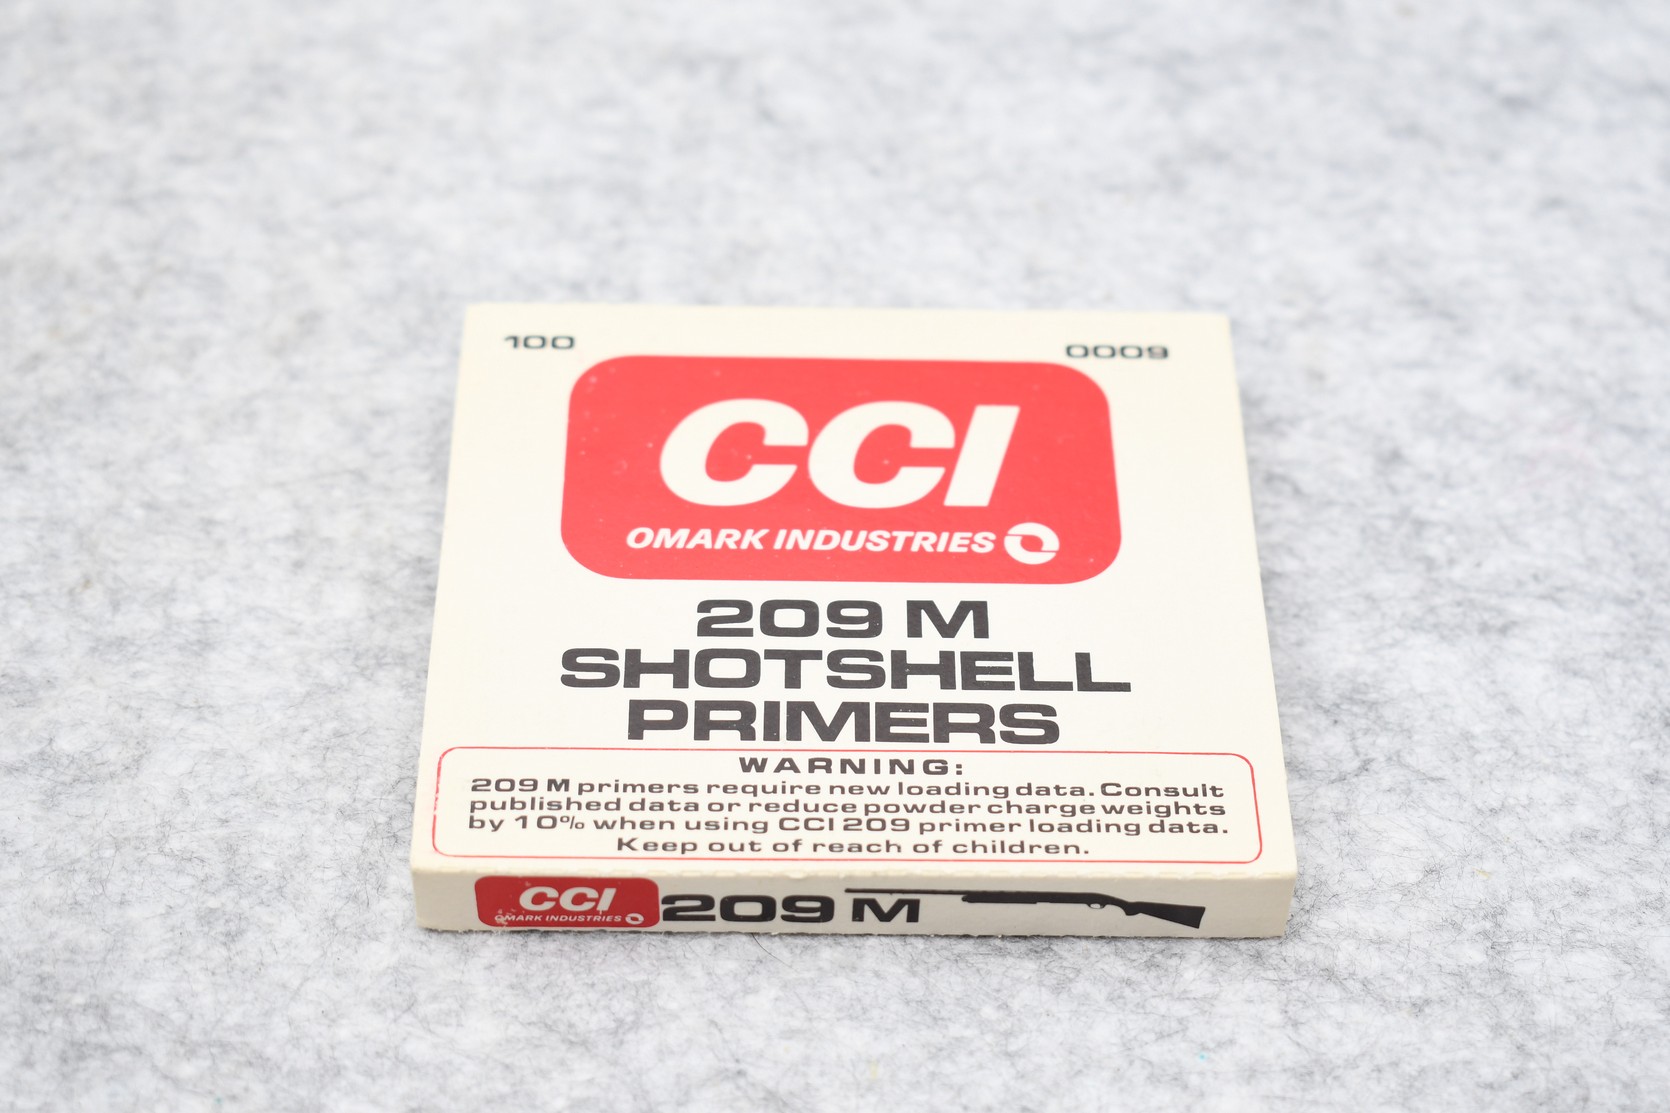 100
0009
CCI
OMARK INDUSTRIES
209 M
SHOTSHELL
PRIMERS
WARNING:
209 M primers require new loading data. Consult
published data or reduce powder charge weights
by 10% when using CCI 209 primer loading data.
Keep out of reach of children.
CCI
OMARK INDUSTRIES
209 M